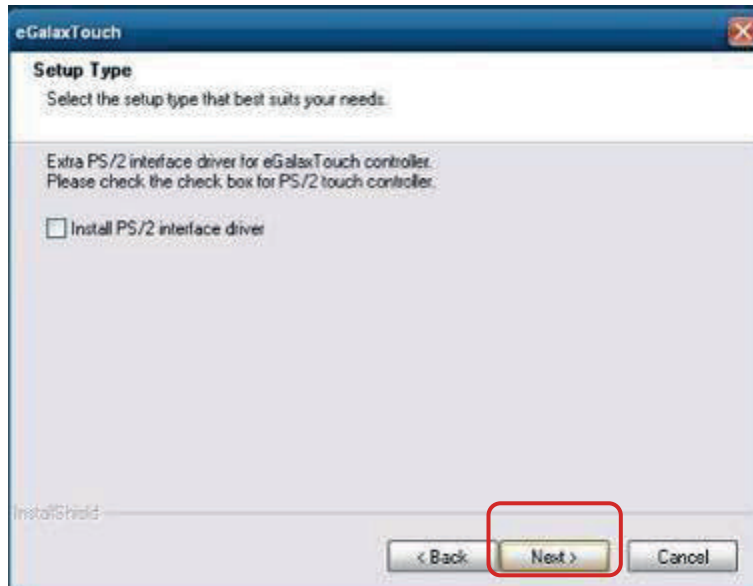 eGalaxTouch
Setup Type
Select the setup type that best suits your needs.
Extra PS/2 interface driver for eGalaxTouch controller.
Please check the check box for PS/2 touch controller.
Install PS/2 interface driver
InstallShield
< Back Next > Cancel